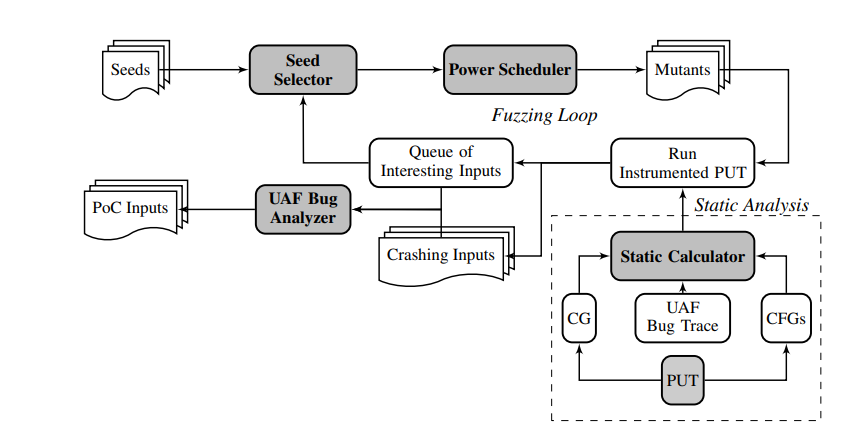 Seeds
Seed
Selector
Power Scheduler
Mutants
Fuzzing Loop
Queue of
Interesting Inputs
Run
Instrumented PUT
PoC Inputs
UAF Bug
Analyzer
Static Analysis
Crashing Inputs
Static Calculator
CG
UAF
Bug Trace
CFGs
PUT